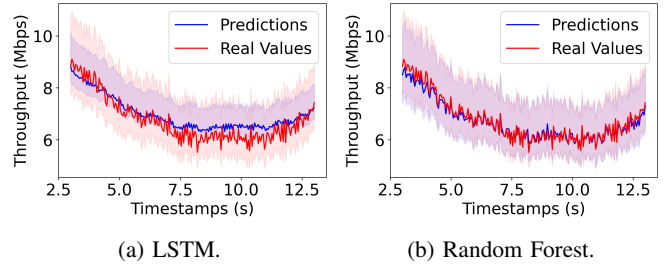 Throughput (Mbps)
10
8
6
Predictions
Real Values
2.5 5.0 7.5 10.0 12.5
Timestamps (s)
(a) LSTM.
Throughput (Mbps)
10
8
6
Predictions
Real Values
2.5 5.0 7.5 10.0 12.5
Timestamps (s)
(b) Random Forest.